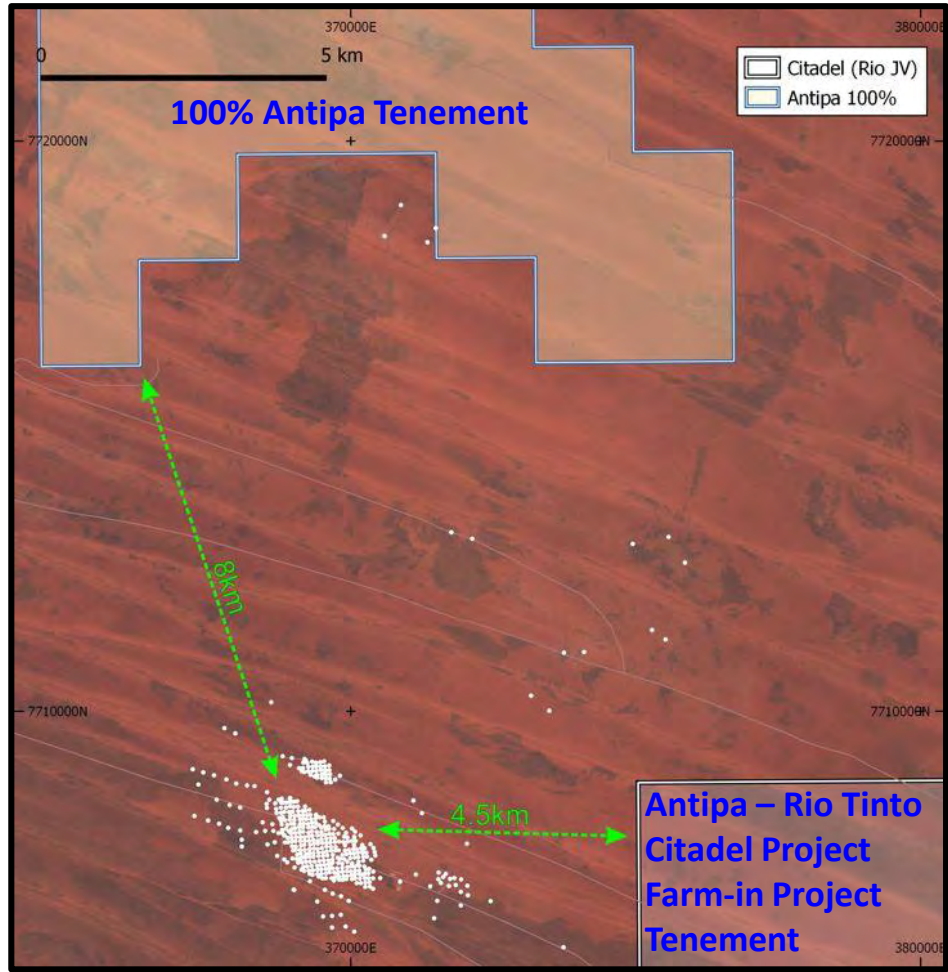 370000E
380000E
0
5 km
Citadel (Rio JV)
Antipa 100%
100% Antipa Tenement
7720000N
7720000N
8km
7710000N
7710000N
4.5km
Antipa – Rio Tinto
Citadel Project
Farm-in Project
Tenement
370000E
380000E